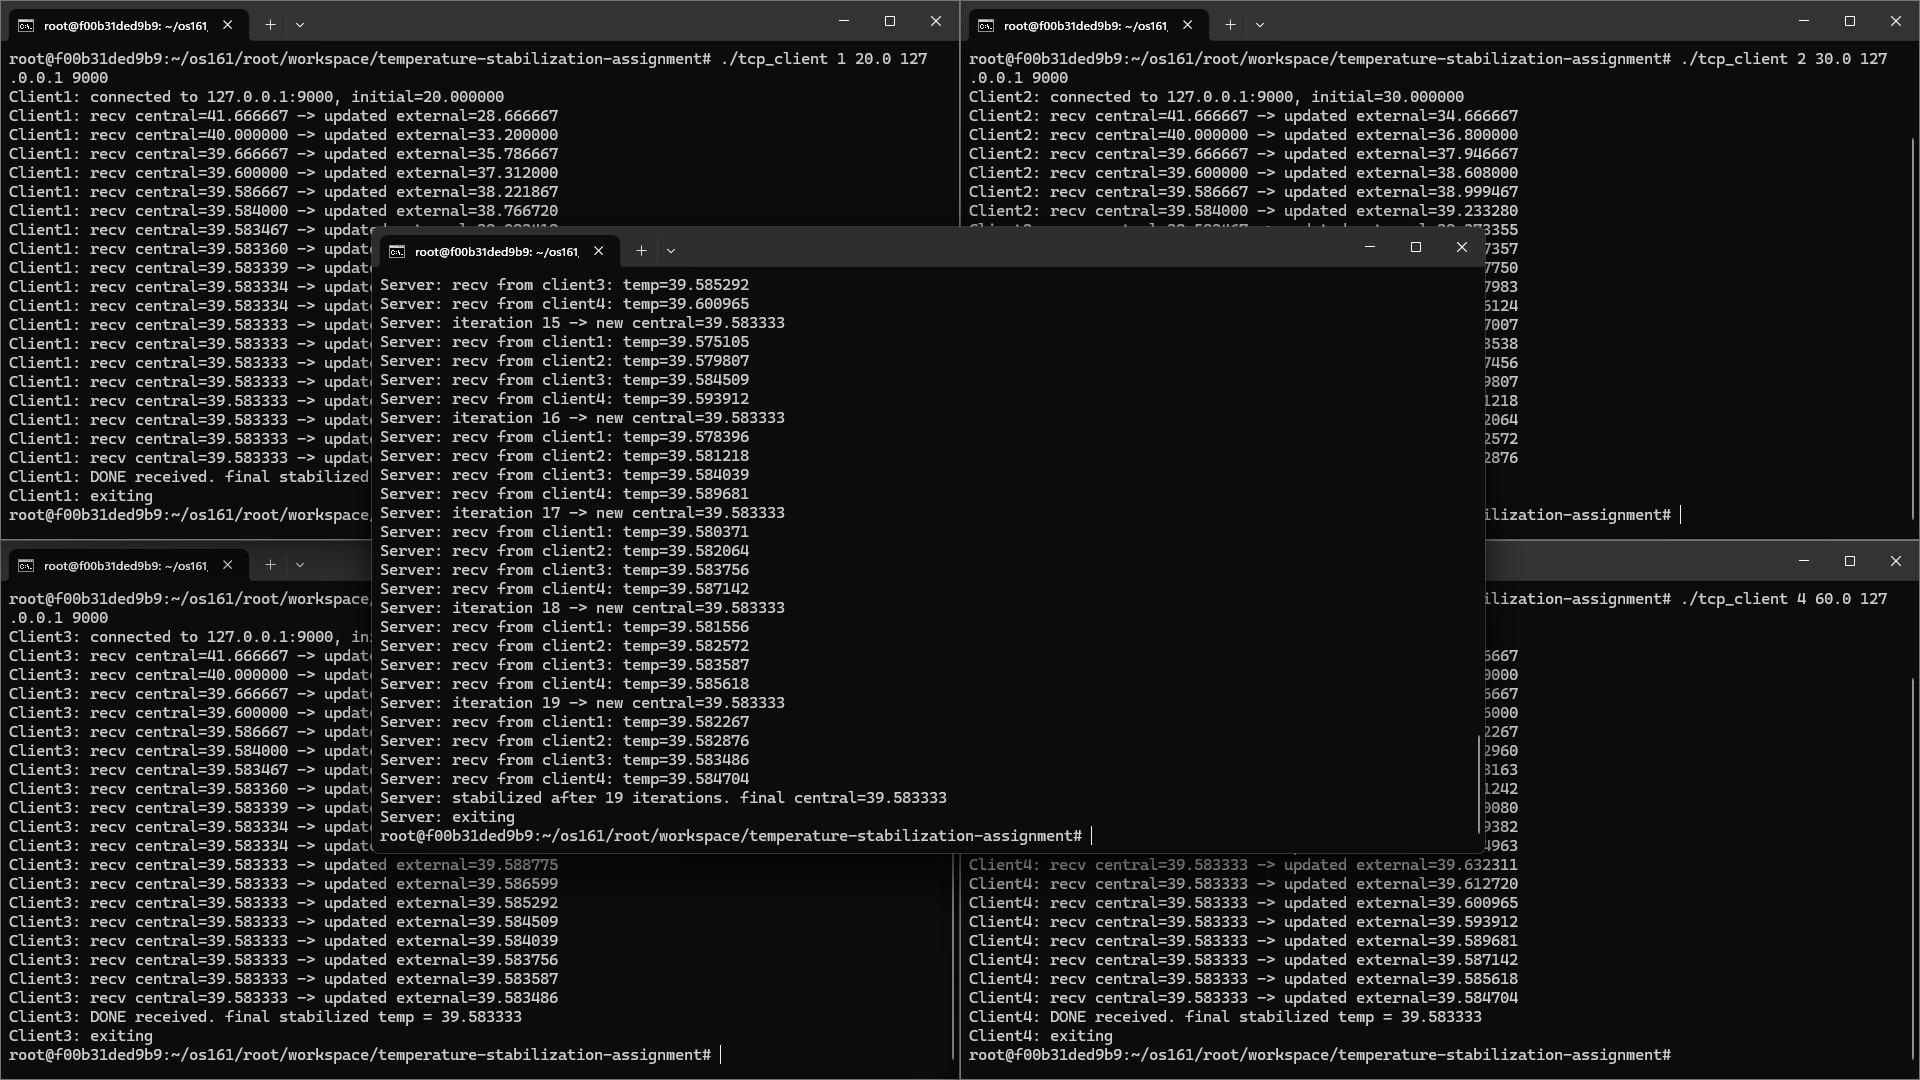 root@f00b31ded9b9: ~/os161,
root@f00b31ded9b9:~/os161/root/workspace/temperature-stabilization-assignment# ./tcp_client 1 20.0 127
.0.0.1 9000
Client1: connected to 127.0.0.1:9000, initial=20.000000
Client1: recv central=41.666667 -> updated external=28.666667
Client1: recv central=40.000000 -> updated external=33.200000
Client1: recv central=39.666667 -> updated external=35.786667
Client1: recv central=39.600000 -> updated external=37.312000
Client1: recv central=39.586667 -> updated external=38.221867
Client1: recv central=39.584000 -> updated external=38.766720
Client1: recv central=39.583467 -> updat
Client1: recv central=39.583360 -> updat
Client1: recv central=39.583339 -> updat
Client1: recv central=39.583334 -> updat
Client1: recv central=39.583334 -> updat
Client1: recv central=39.583333 -> updat
Client1: recv central=39.583333 -> updat
Client1: recv central=39.583333 -> updat
Client1: recv central=39.583333 -> updat
Client1: recv central=39.583333 -> updat
Client1: recv central=39.583333 -> updat
Client1: recv central=39.583333 -> updat
Client1: recv central=39.583333 -> updat
Client1: DONE received. final stabilized
Client1: exiting
root@f00b31ded9b9:~/os161/root/workspace
root@f00b31ded9b9: ~/os161,
root@f00b31ded9b9:~/os161/root/workspace/temperature-stabilization-assignment# ./tcp_client 2 30.0 127
.0.0.1 9000
Client2: connected to 127.0.0.1:9000, initial=30.000000
Client2: recv central=41.666667 -> updated external=34.666667
Client2: recv central=40.000000 -> updated external=36.800000
Client2: recv central=39.666667 -> updated external=37.946667
Client2: recv central=39.600000 -> updated external=38.608000
Client2: recv central=39.586667 -> updated external=38.999467
Client2: recv central=39.584000 -> updated external=39.233280
3355
7357
7750
7983
6124
7007
3538
7456
9807
1218
2064
2572
2876
ilization-assignment#
root@f00b31ded9b9: ~/os161,
Server: recv from client3: temp=39.585292
Server: recv from client4: temp=39.600965
Server: iteration 15 -> new central=39.583333
Server: recv from client1: temp=39.575105
Server: recv from client2: temp=39.579807
Server: recv from client3: temp=39.584509
Server: recv from client4: temp=39.593912
Server: iteration 16 -> new central=39.583333
Server: recv from client1: temp=39.578396
Server: recv from client2: temp=39.581218
Server: recv from client3: temp=39.584039
Server: recv from client4: temp=39.589681
Server: iteration 17 -> new central=39.583333
Server: recv from client1: temp=39.580371
Server: recv from client2: temp=39.582064
Server: recv from client3: temp=39.583756
Server: recv from client4: temp=39.587142
Server: iteration 18 -> new central=39.583333
Server: recv from client1: temp=39.581556
Server: recv from client2: temp=39.582572
Server: recv from client3: temp=39.583587
Server: recv from client4: temp=39.585618
Server: iteration 19 -> new central=39.583333
Server: recv from client1: temp=39.582267
Server: recv from client2: temp=39.582876
Server: recv from client3: temp=39.583486
Server: recv from client4: temp=39.584704
Server: stabilized after 19 iterations. final central=39.583333
Server: exiting
root@f00b31ded9b9:~/os161/root/workspace/temperature-stabilization-assignment#
root@f00b31ded9b9: ~/os161,
root@f00b31ded9b9:~/os161/root/workspace
.0.0.1 9000
Client3: connected to 127.0.0.1:9000, in
Client3: recv central=41.666667 -> update
Client3: recv central=40.000000 -> update
Client3: recv central=39.666667 -> update
Client3: recv central=39.600000 -> update
Client3: recv central=39.586667 -> update
Client3: recv central=39.584000 -> update
Client3: recv central=39.583467 -> update
Client3: recv central=39.583360 -> update
Client3: recv central=39.583339 -> update
Client3: recv central=39.583334 -> update
Client3: recv central=39.583334 -> update
Client3: recv central=39.583333 -> updated external=39.588775
Client3: recv central=39.583333 -> updated external=39.586599
Client3: recv central=39.583333 -> updated external=39.585292
Client3: recv central=39.583333 -> updated external=39.584509
Client3: recv central=39.583333 -> updated external=39.584039
Client3: recv central=39.583333 -> updated external=39.583756
Client3: recv central=39.583333 -> updated external=39.583587
Client3: recv central=39.583333 -> updated external=39.583486
Client3: DONE received. final stabilized temp = 39.583333
Client3: exiting
root@f00b31ded9b9:~/os161/root/workspace/temperature-stabilization-assignment#
ilization-assignment# ./tcp_client 4 60.0 127
6667
0000
6667
6000
2267
2960
3163
1242
0080
9382
4963
Client4: recv central=39.583333 -> updated external=39.632311
Client4: recv central=39.583333 -> updated external=39.612720
Client4: recv central=39.583333 -> updated external=39.600965
Client4: recv central=39.583333 -> updated external=39.593912
Client4: recv central=39.583333 -> updated external=39.589681
Client4: recv central=39.583333 -> updated external=39.587142
Client4: recv central=39.583333 -> updated external=39.585618
Client4: recv central=39.583333 -> updated external=39.584704
Client4: DONE received. final stabilized temp = 39.583333
Client4: exiting
root@f00b31ded9b9:~/os161/root/workspace/temperature-stabilization-assignment#